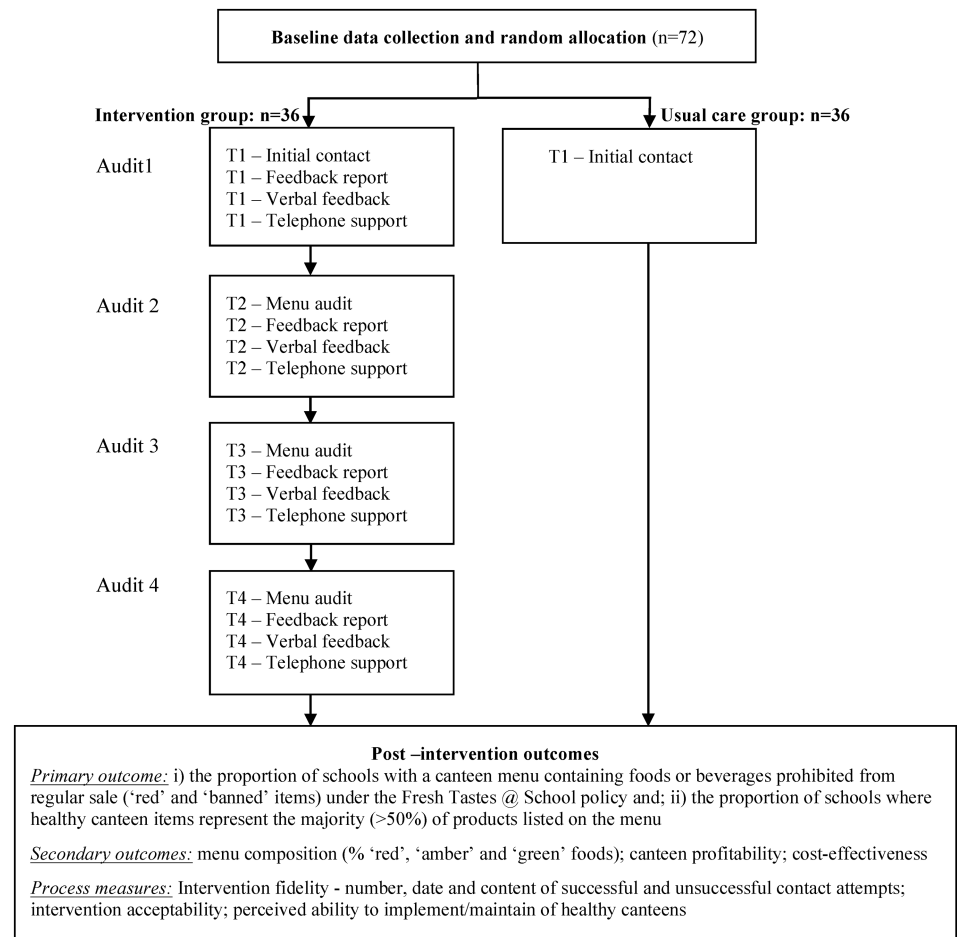 Baseline data collection and random allocation (n=72)
Intervention group: n=36
Usual care group: n=36
Audit1
T1 – Initial contact
T1 – Feedback report
T1 – Verbal feedback
T1 – Telephone support
T1 – Initial contact
Audit 2
T2 – Menu audit
T2 – Feedback report
T2 – Verbal feedback
T2 – Telephone support
Audit 3
T3 – Menu audit
T3 – Feedback report
T3 – Verbal feedback
T3 – Telephone support
Audit 4
T4 – Menu audit
T4 – Feedback report
T4 – Verbal feedback
T4 – Telephone support
Post –intervention outcomes
Primary outcome: i) the proportion of schools with a canteen menu containing foods or beverages prohibited from
regular sale (‘red’ and ‘banned’ items) under the Fresh Tastes @ School policy and; ii) the proportion of schools where
healthy canteen items represent the majority (>50%) of products listed on the menu
Secondary outcomes: menu composition (% ‘red’, ‘amber’ and ‘green’ foods); canteen profitability; cost-effectiveness
Process measures: Intervention fidelity - number, date and content of successful and unsuccessful contact attempts;
intervention acceptability; perceived ability to implement/maintain of healthy canteens